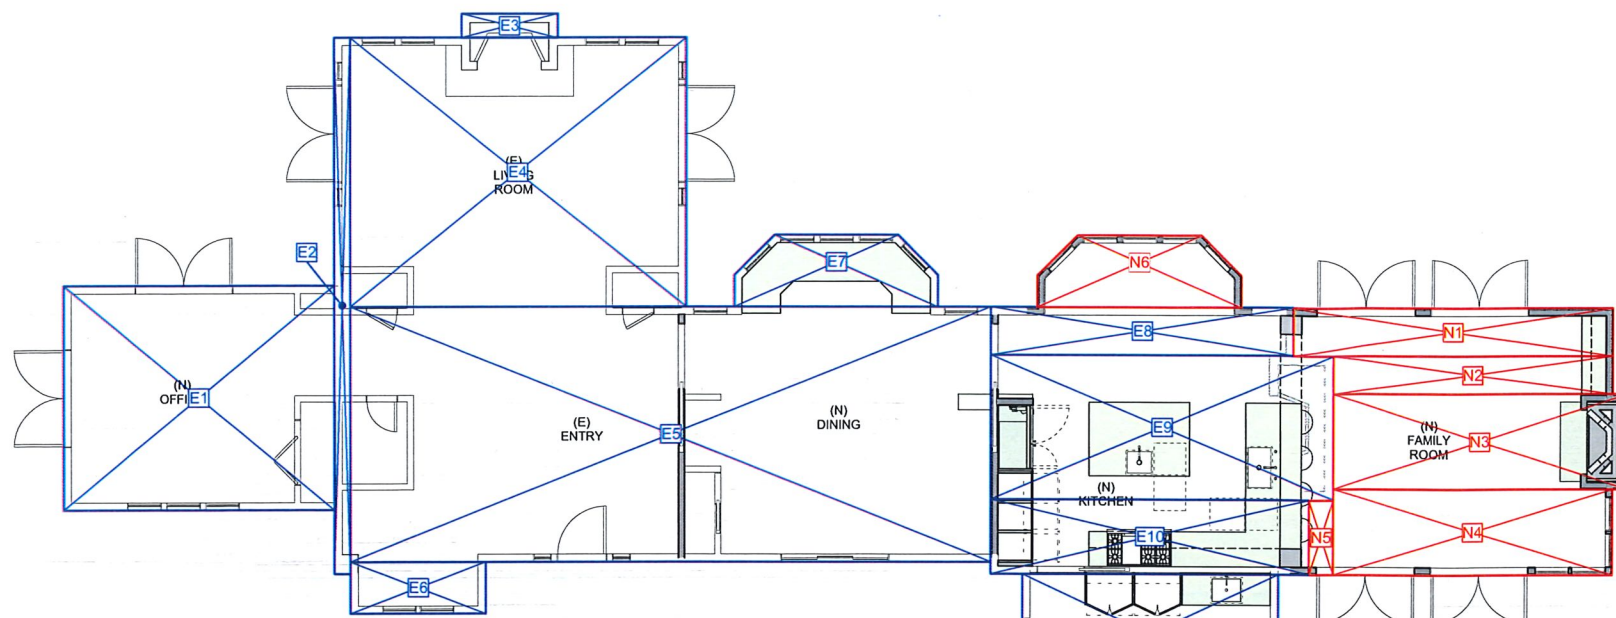 E3
(E)
LIVING
E4
ROOM
E2
E7
N6
E8
N1
N2
(N)
OFFI
E1
(E)
ENTRY
E5
(N)
DINING
E9
(N)
FAMILY
ROOM
N3
(N)
KITCHEN
E10
N5
N4
E6